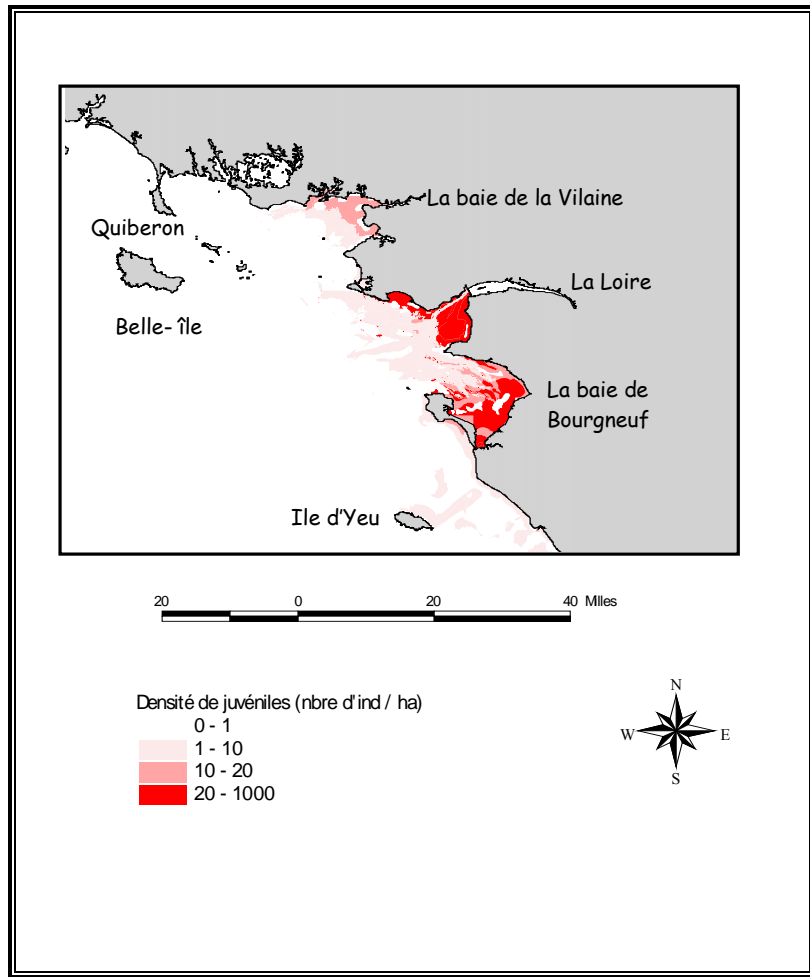 La baie de la Vilaine
Quiberon
La Loire
Belle- île
La baie de
Bourgneuf
Ile d'Yeu
20 0 20 40 Miles
Densité de juvéniles (nbre d'ind / ha)
0 - 1
1 - 10
10 - 20
20 - 1000
N
W E
S